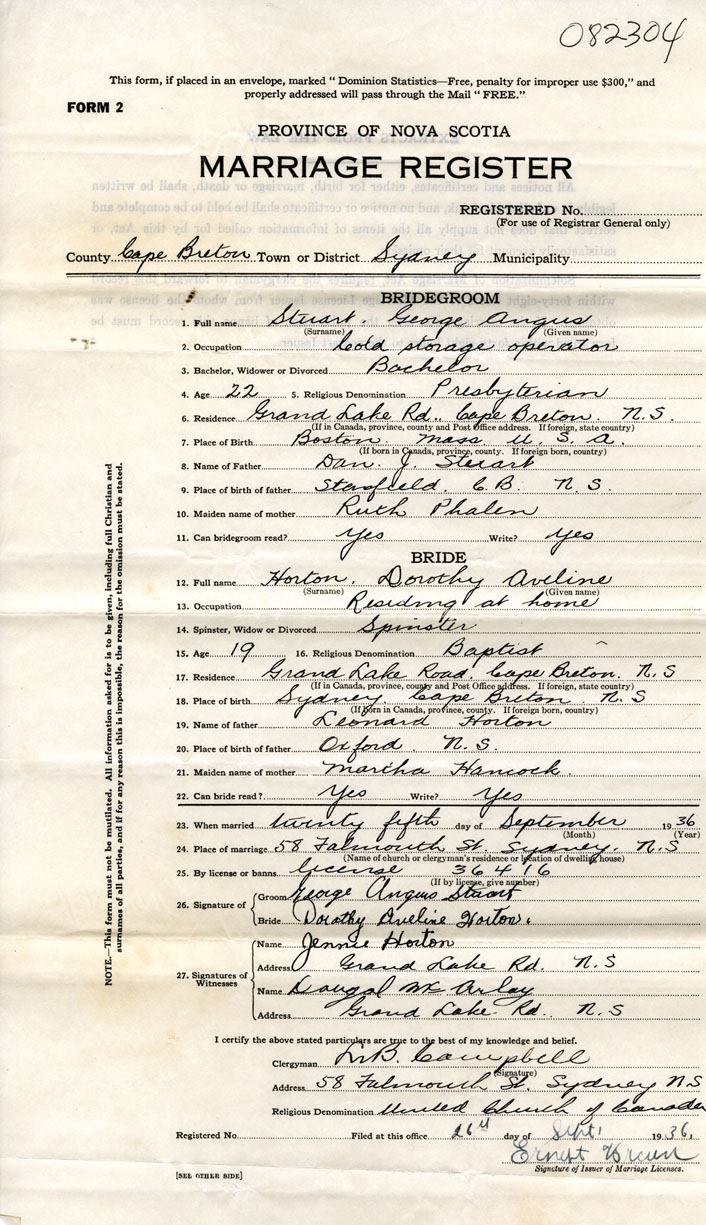 082304
This form, if placed in an envelope, marked “ Dominion Statistics—Free, penalty for improper use $300,” and
properly addressed will pass through the Mail “ FREE.”
FORM 2
PROVINCE OF NOVA SCOTIA
MARRIAGE REGISTER
REGISTERED No.
(For use of Registrar General only)
County Cape Breton Town or District Sydney Municipality
BRIDEGROOM
1. Full name Stuart, George Angus
(Surname) (Given name)
2. Occupation Cold storage operator
3. Bachelor, Widower or Divorced Bachelor
4. Age 22 5. Religious Denomination Presbyterian
6. Residence Grand Lake Rd., Cape Breton. N.S.
(If in Canada, province, county and Post Office address. If foreign, state country)
7. Place of Birth Boston. Mass. U. S. A.
(If born in Canada, province, county. If foreign born, country)
8. Name of Father Dan. J. Stuart
9. Place of birth of father C.B. N.S.
10. Maiden name of mother Ruth Phalen
11. Can bridegroom read? Yes Write? Yes
BRIDE
12. Full name Horton, Dorothy Aveline
(Surname) (Given name)
13. Occupation Residing at home
14. Spinster, Widow or Divorced Spinster
15. Age 19 16. Religious Denomination Baptist
17. Residence Grand Lake Road, Cape Breton. N.S
(If in Canada, province, county and Post Office address. If foreign, state country)
18. Place of birth Sydney, Cape Breton. N.S
(If born in Canada, province, county. If foreign born, country)
19. Name of father Leonard Horton
20. Place of birth of father Oxford, N.S.
21. Maiden name of mother Martha Hancock.
22. Can bride read? Yes Write? Yes
23. When married twenty fifth day of September 1936
(Month) (Year)
24. Place of marriage 58 Falmouth St. Sydney. N.S
(Name of church or clergyman's residence or location of dwelling house)
25. By license or banns license 36416
(If by license, give number)
26. Signature of
Groom George Angus Stuart
Bride Dorothy Aveline Horton.
27. Signatures of Witnesses
Name Jennie Horton
Address Grand Lake Rd. N.S
Name Dougal
Address Grand Lake Rd. N.S
I certify the above stated particulars are true to the best of my knowledge and belief.
Clergyman Campbell
(Signature)
Address 58 Falmouth St. Sydney N.S
Religious Denomination United Church of Canada
Registered No. Filed at this office 26th day of Sept. 1936.
Ernest
Signature of Issuer of Marriage Licenses.
[SEE OTHER SIDE]
NOTE.—This form must not be mutilated. All information asked for is to be given, including full Christian and
surnames of all parties, and if for any reason this is impossible, the reason for the omission must be stated.